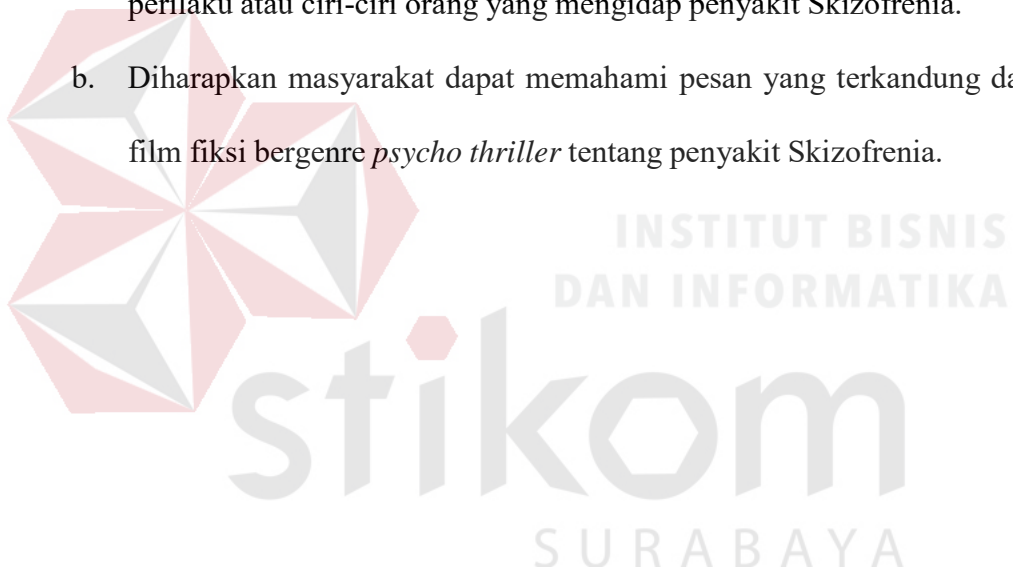 perilaku atau ciri-ciri orang yang mengidap penyakit Skizofrenia.
b. Diharapkan masyarakat dapat memahami pesan yang terkandung da
film fiksi bergenre psycho thriller tentang penyakit Skizofrenia.
INSTITUT BISNIS
DAN INFORMATIKA
stikom
SURABAYA